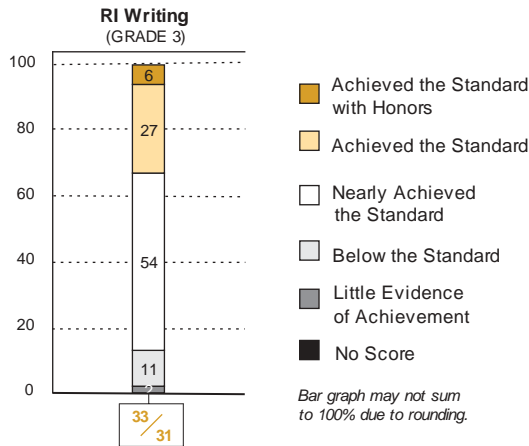 RI Writing
(GRADE 3)
100
80
60
40
20
0
6
27
54
11
2
33/31
Achieved the Standard
with Honors
Achieved the Standard
Nearly Achieved
the Standard
Below the Standard
Little Evidence
of Achievement
No Score
Bar graph may not sum
to 100% due to rounding.